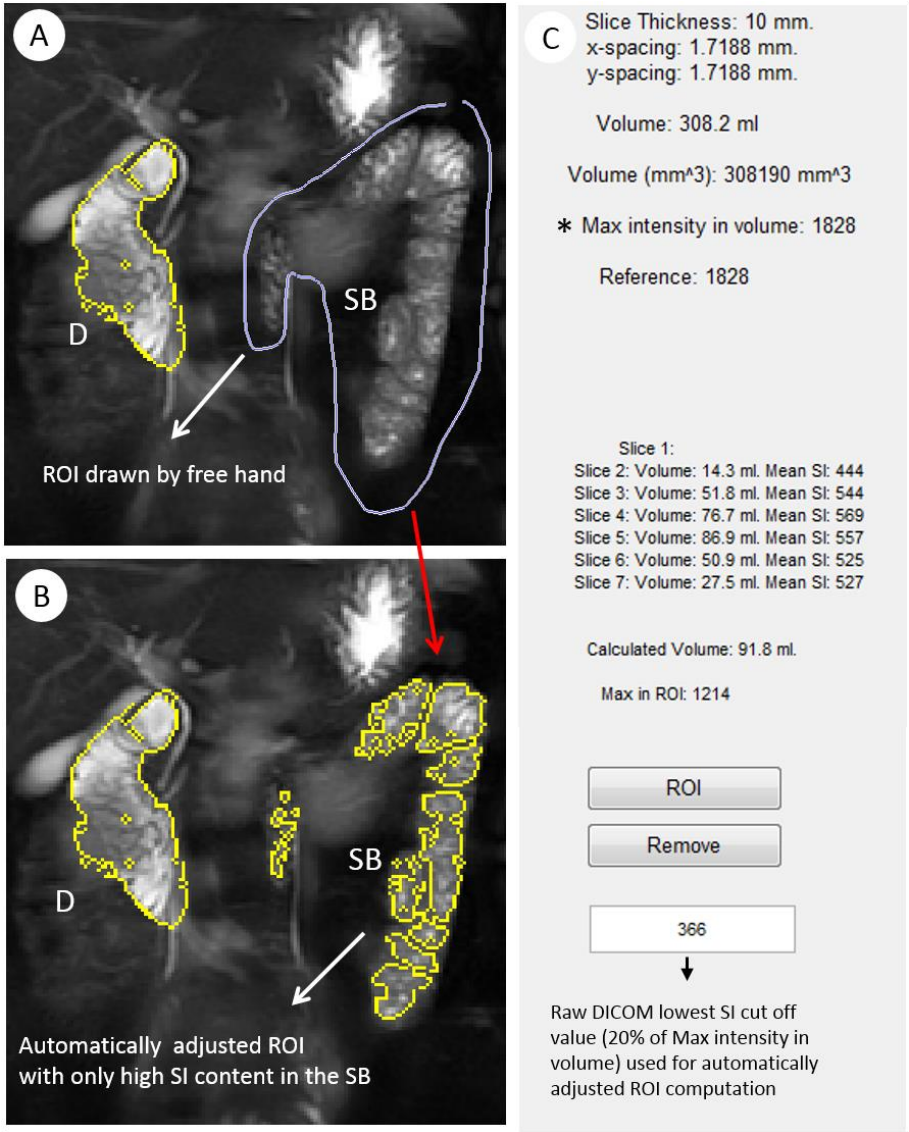 A
D
SB
ROI drawn by free hand
B
D
SB
Automatically adjusted ROI
with only high SI content in the SB
C
Slice Thickness: 10 mm.
x-spacing: 1.7188 mm.
y-spacing: 1.7188 mm.
Volume: 308.2 ml
Volume (mm^3): 308190 mm^3
* Max intensity in volume: 1828
Reference: 1828
Slice 1:
Slice 2: Volume: 14.3 ml. Mean SI: 444
Slice 3: Volume: 51.8 ml. Mean SI: 544
Slice 4: Volume: 76.7 ml. Mean SI: 569
Slice 5: Volume: 86.9 ml. Mean SI: 557
Slice 6: Volume: 50.9 ml. Mean SI: 525
Slice 7: Volume: 27.5 ml. Mean SI: 527
Calculated Volume: 91.8 ml.
Max in ROI: 1214
ROI
Remove
366
Raw DICOM lowest SI cut off
value (20% of Max intensity in
volume) used for automatically
adjusted ROI computation